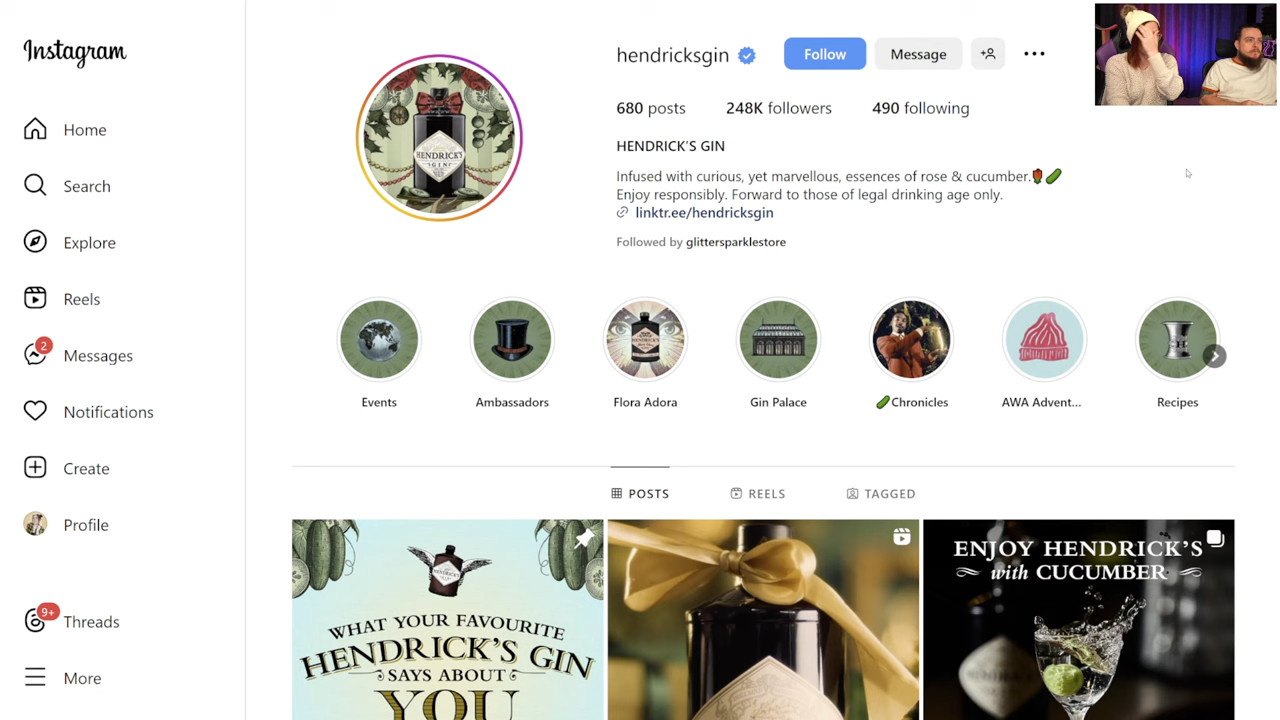 Instagram
Home
Search
Explore
Reels
2
Messages
Notifications
Create
Profile
9+
Threads
More
hendricksgin
Follow
Message
680 posts 248K followers 490 following
HENDRICK'S GIN
Infused with curious, yet marvellous, essences of rose & cucumber.🌹🥒
Enjoy responsibly. Forward to those of legal drinking age only.
linktr.ee/hendricksgin
Followed by glittersparklestore
HENDRICK'S
GIN
Events
Ambassadors
Flora Adora
Gin Palace
🥒Chronicles
AWA Advent...
Recipes
HENDRICK'S
H
POSTS
REELS
TAGGED
WHAT YOUR FAVOURITE
HENDRICK'S GIN
SAYS ABOUT
YOU
ENJOY HENDRICK'S
with CUCUMBER